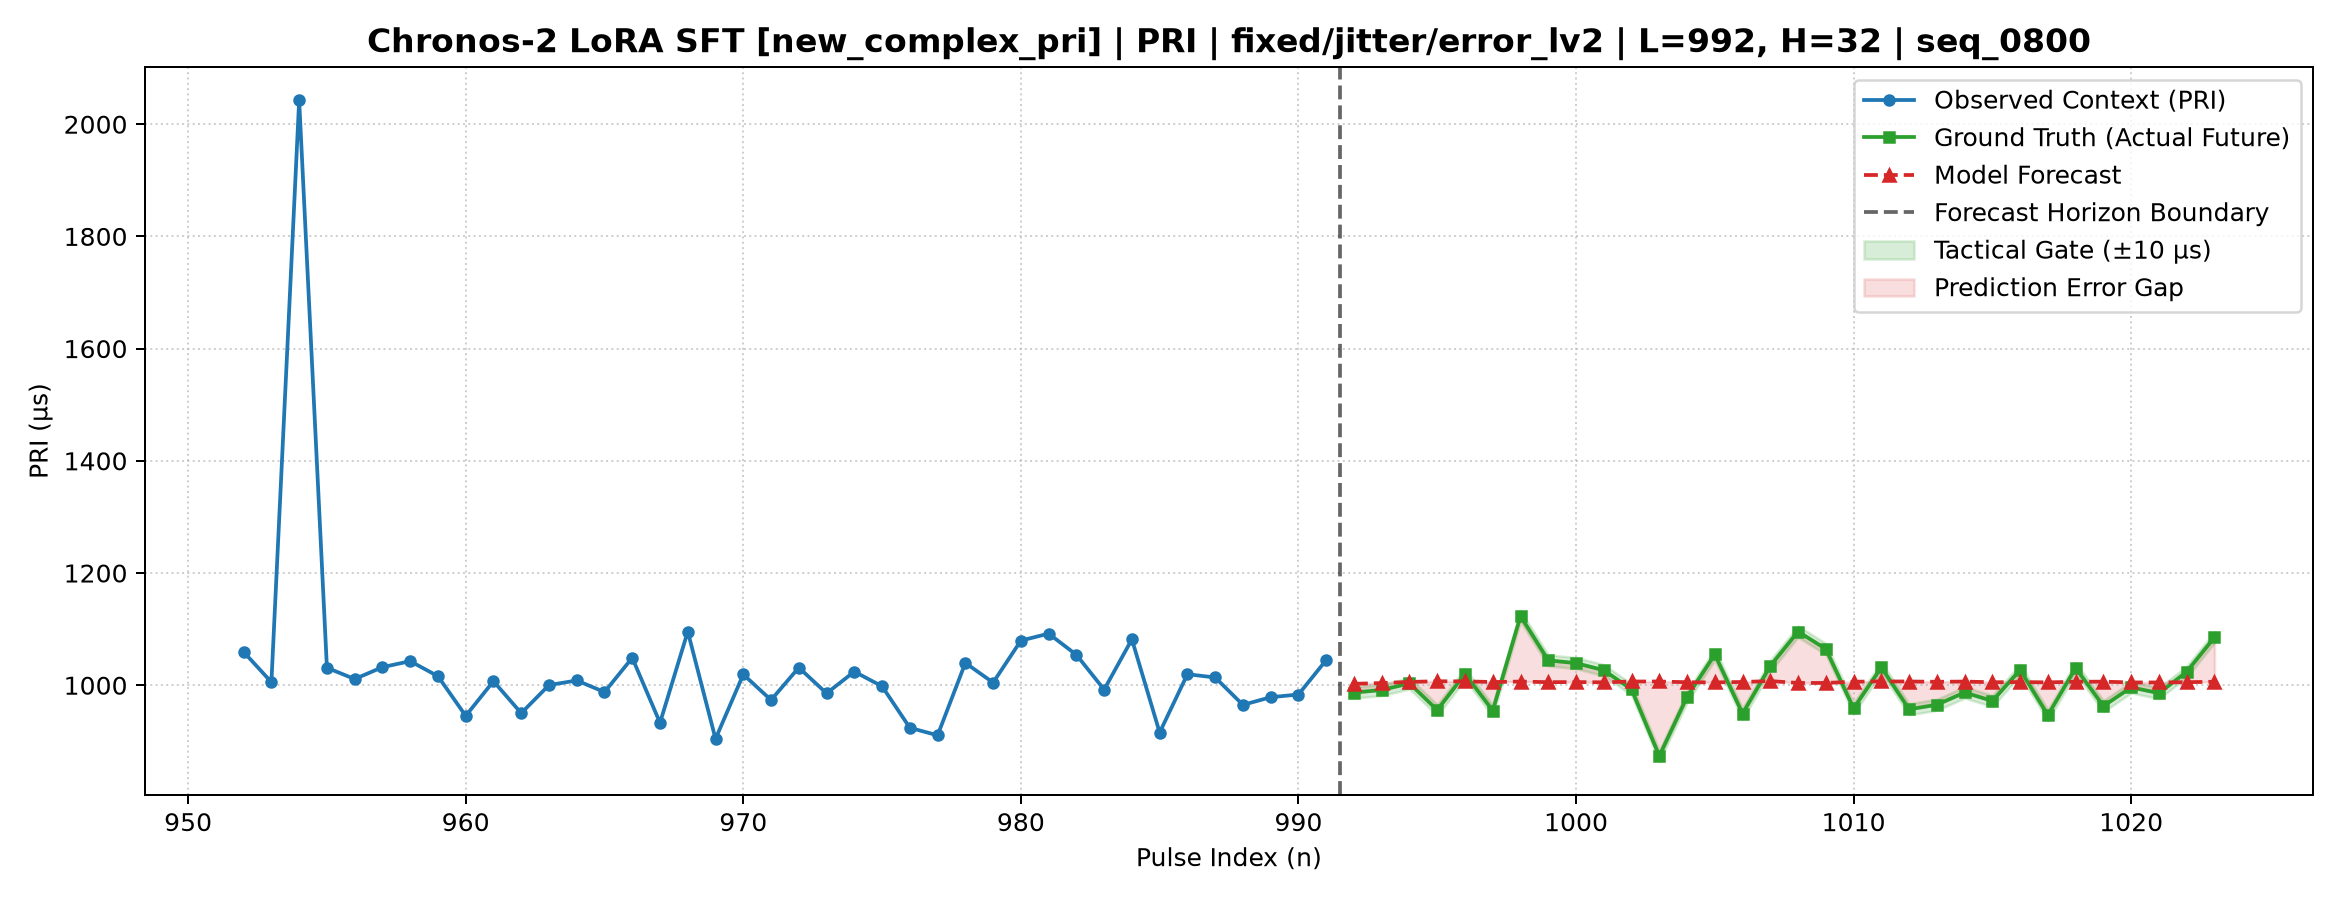 Chronos-2 LoRA SFT [new_complex_pri] | PRI | fixed/jitter/error_lv2 | L=992, H=32 | seq_0800
PRI (µs)
2000
1800
1600
1400
1200
1000
Observed Context (PRI)
Ground Truth (Actual Future)
Model Forecast
Forecast Horizon Boundary
Tactical Gate (±10 µs)
Prediction Error Gap
950 960 970 980 990 1000 1010 1020
Pulse Index (n)